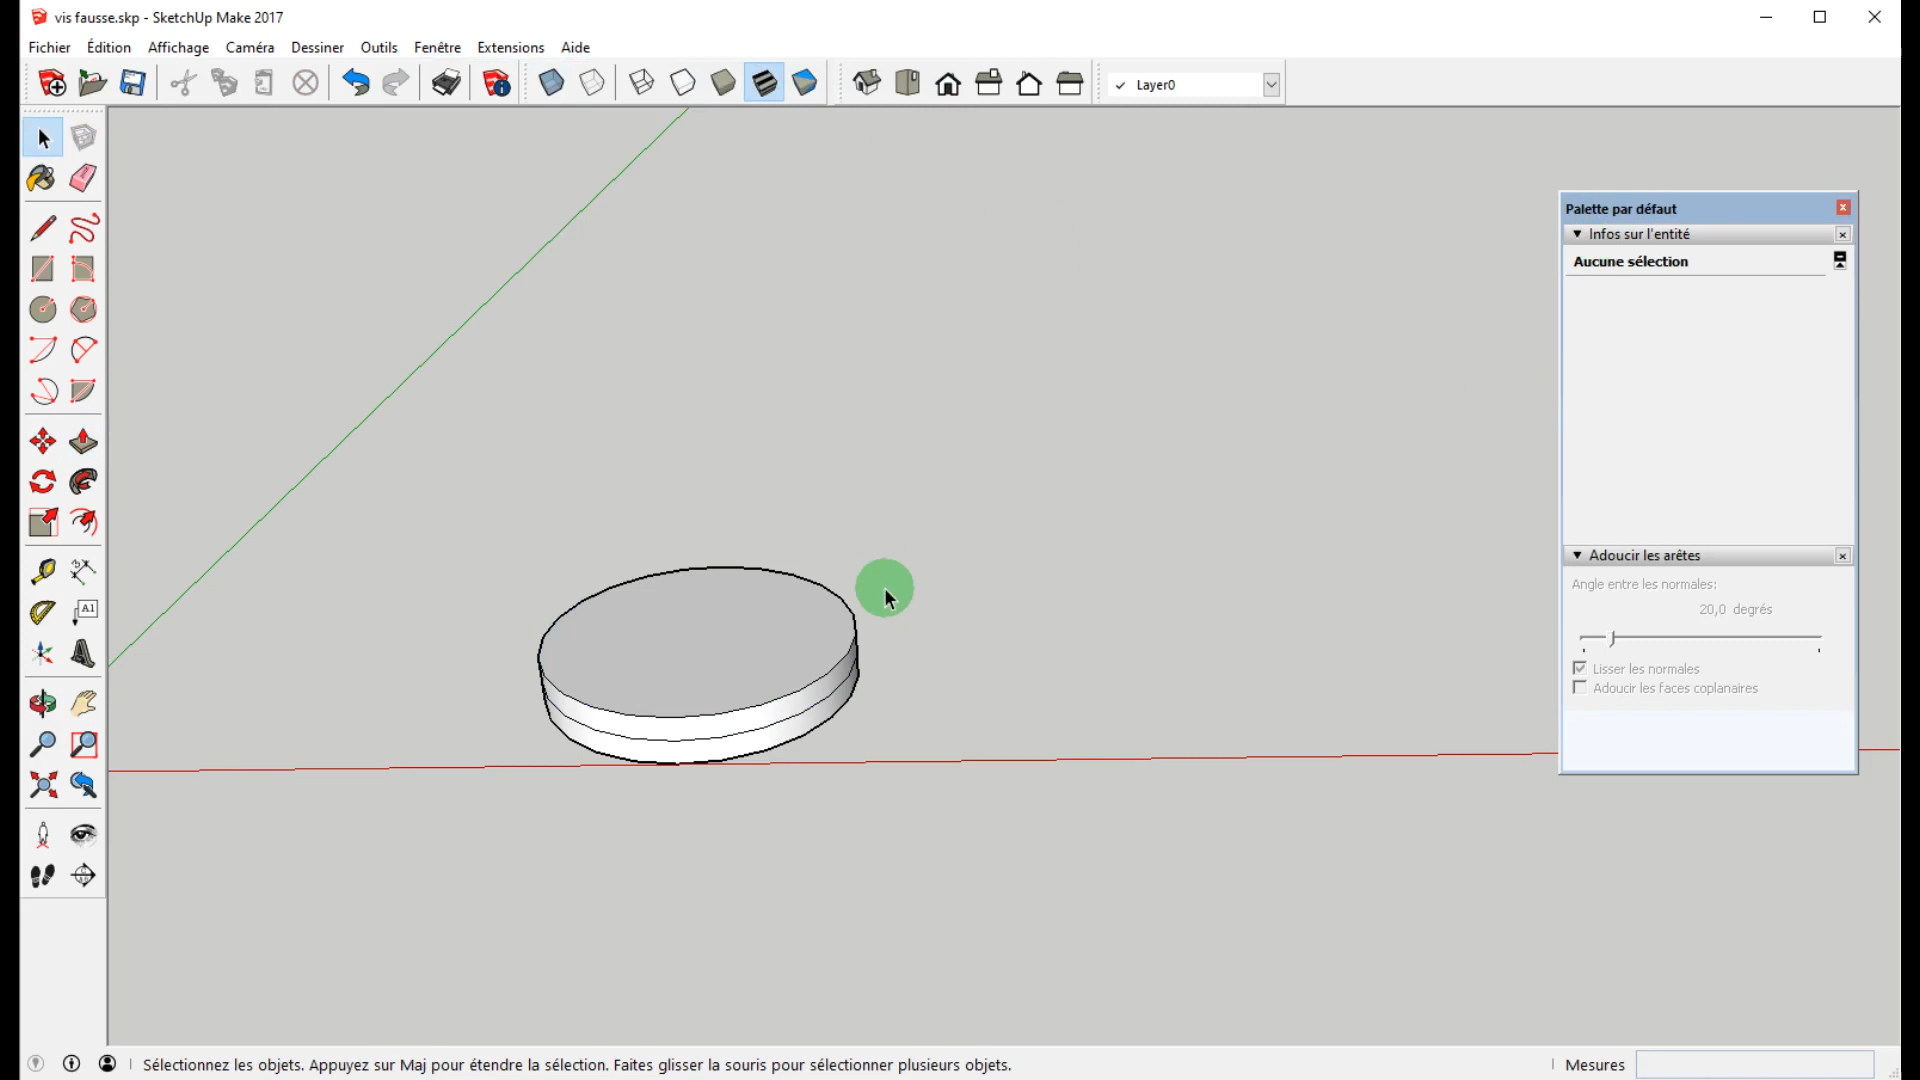 vis fausse.skp - SketchUp Make 2017
Fichier Édition Affichage Caméra Dessiner Outils Fenêtre Extensions Aide
Layer0
Palette par défaut
Infos sur l'entité
Aucune sélection
A1
Adoucir les arêtes
Angle entre les normales:
20,0 degrés
Lisser les normales
Adoucir les faces coplanaires
Sélectionnez les objets. Appuyez sur Maj pour étendre la sélection. Faites glisser la souris pour sélectionner plusieurs objets.
Mesures